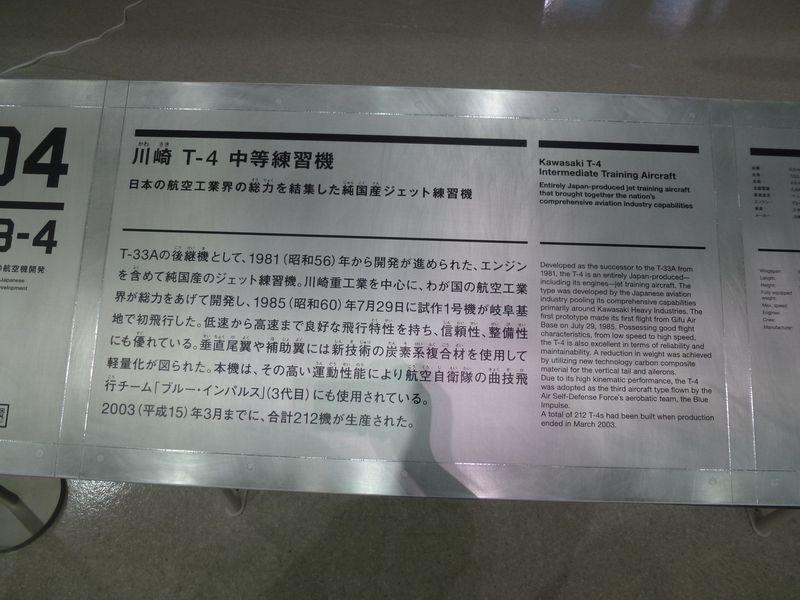 04
3-4
航空機開発
Japanese
川崎 T-4 中等練習機
日本の航空工業界の総力を結集した純国産ジェット練習機
T-33Aの後継機として、1981（昭和56）年から開発が進められた、エンジン
を含めて純国産のジェット練習機。川崎重工業を中心に、わが国の航空工業
界が総力をあげて開発し、1985（昭和60）年7月29日に試作1号機が岐阜基
地で初飛行した。低速から高速まで良好な飛行特性を持ち、信頼性、整備性
にも優れている。垂直尾翼や補助翼には新技術の炭素系複合材を使用して
軽量化が図られた。本機は、その高い運動性能により航空自衛隊の曲技飛
行チーム「ブルー・インパルス」（3代目）にも使用されている。
2003（平成15）年3月までに、合計212機が生産された。
Kawasaki T-4
Intermediate Training Aircraft
Entirely Japan-produced jet training aircraft
that brought together the nation's
comprehensive aviation industry capabilities
Developed as the successor to the T-33A from
1981, the T-4 is an entirely Japan-produced—
including its engines—jet training aircraft. The
type was developed by the Japanese aviation
industry pooling its comprehensive capabilities
primarily around Kawasaki Heavy Industries. The
first prototype made its first flight from Gifu Air
Base on July 29, 1985. Possessing good flight
characteristics, from low speed to high speed,
the T-4 is also excellent in terms of reliability and
maintainability. A reduction in weight was achieved
by utilizing new technology carbon composite
material for the vertical tail and ailerons.
Due to its high kinematic performance, the T-4
was adopted as the third aircraft type flown by the
Air Self-Defense Force's aerobatic team, the Blue
Impulse.
A total of 212 T-4s had been built when production
ended in March 2003.
Wingspan:
Length:
Height:
Fully equipped
weight:
Max. speed:
Engines:
Crew:
Manufacturer: